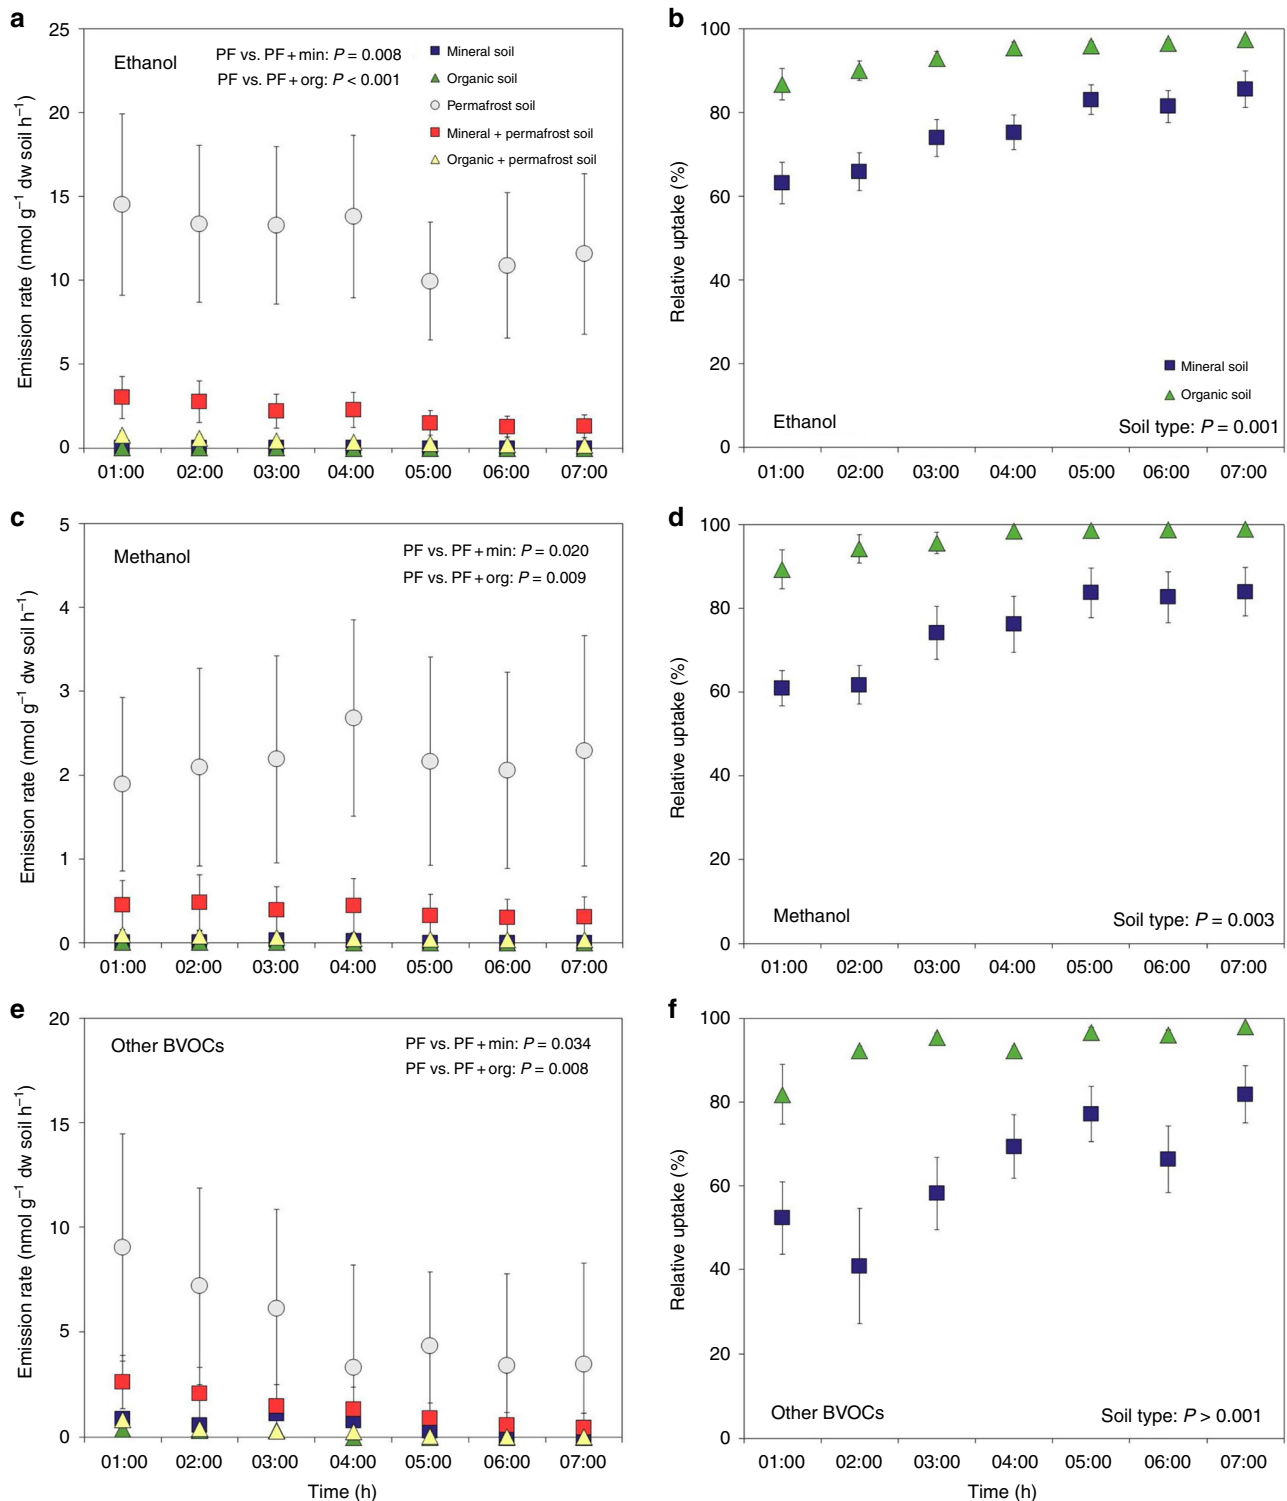 a
25
20
15
10
5
0
Emission rate (nmol g⁻¹ dw soil h⁻¹)
Ethanol
PF vs. PF + min: P = 0.008
PF vs. PF + org: P < 0.001
Mineral soil
Organic soil
Permafrost soil
Mineral + permafrost soil
Organic + permafrost soil
01:00 02:00 03:00 04:00 05:00 06:00 07:00
b
100
80
60
40
20
0
Relative uptake (%)
Mineral soil
Organic soil
Ethanol
Soil type: P = 0.001
01:00 02:00 03:00 04:00 05:00 06:00 07:00
c
5
4
3
2
1
0
Emission rate (nmol g⁻¹ dw soil h⁻¹)
Methanol
PF vs. PF + min: P = 0.020
PF vs. PF + org: P = 0.009
01:00 02:00 03:00 04:00 05:00 06:00 07:00
d
100
80
60
40
20
0
Relative uptake (%)
Methanol
Soil type: P = 0.003
01:00 02:00 03:00 04:00 05:00 06:00 07:00
e
20
15
10
5
0
Emission rate (nmol g⁻¹ dw soil h⁻¹)
Other BVOCs
PF vs. PF + min: P = 0.034
PF vs. PF + org: P = 0.008
01:00 02:00 03:00 04:00 05:00 06:00 07:00
Time (h)
f
100
80
60
40
20
0
Relative uptake (%)
Other BVOCs
Soil type: P > 0.001
01:00 02:00 03:00 04:00 05:00 06:00 07:00
Time (h)